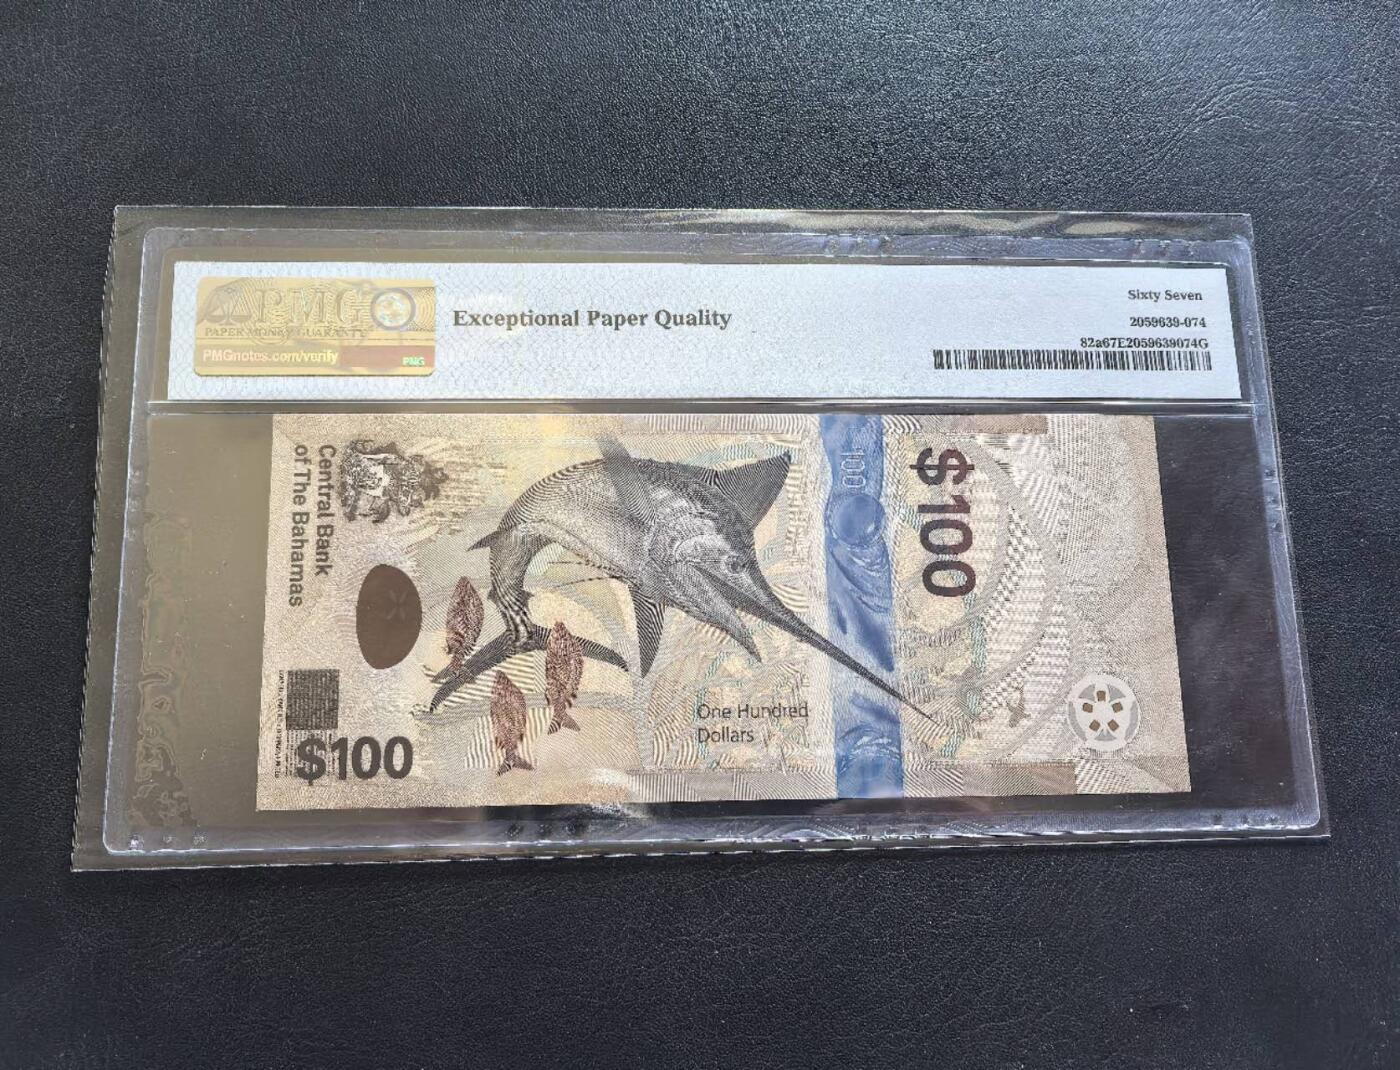 PMG
PAPER MONEY GUARANTY
PMGnotes.com/verify
PMG
Exceptional Paper Quality
Sixty Seven
2059639-074
82a67E2059639074G
Central Bank
of The Bahamas
100
$100
One Hundred
Dollars
$100